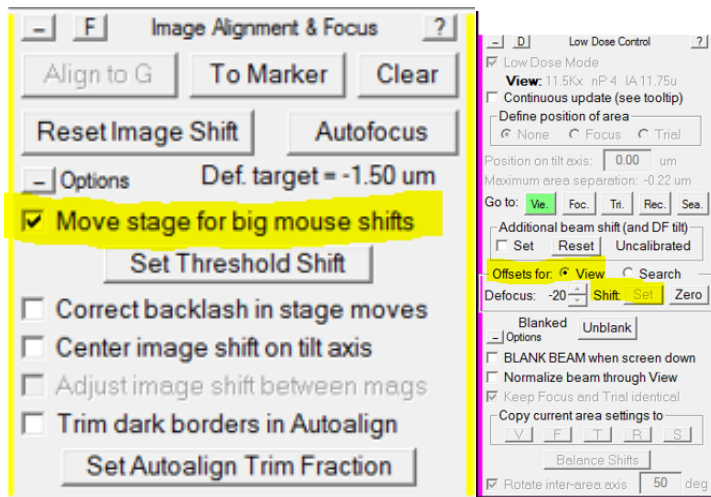 – F Image Alignment & Focus ?
Align to G To Marker Clear
Reset Image Shift Autofocus
– Options Def. target = -1.50 um
Move stage for big mouse shifts
Set Threshold Shift
Correct backlash in stage moves
Center image shift on tilt axis
Adjust image shift between mags
Trim dark borders in Autoalign
Set Autoalign Trim Fraction
– D Low Dose Control ?
Low Dose Mode
View: 11.5Kx nP 4 IA 11.75u
Continuous update (see tooltip)
Define position of area
None Focus Trial
Position on tilt axis: 0.00 um
Maximum area separation: -0.22 um
Go to: Vie. Foc. Tri. Rec. Sea.
Additional beam shift (and DF tilt)
Set Reset Uncalibrated
Offsets for: View Search
Defocus: -20 Shift: Set Zero
Blanked Unblank
– Options
BLANK BEAM when screen down
Normalize beam through View
Keep Focus and Trial identical
Copy current area settings to
V F T R S
Balance Shifts
Rotate inter-area axis 50 deg